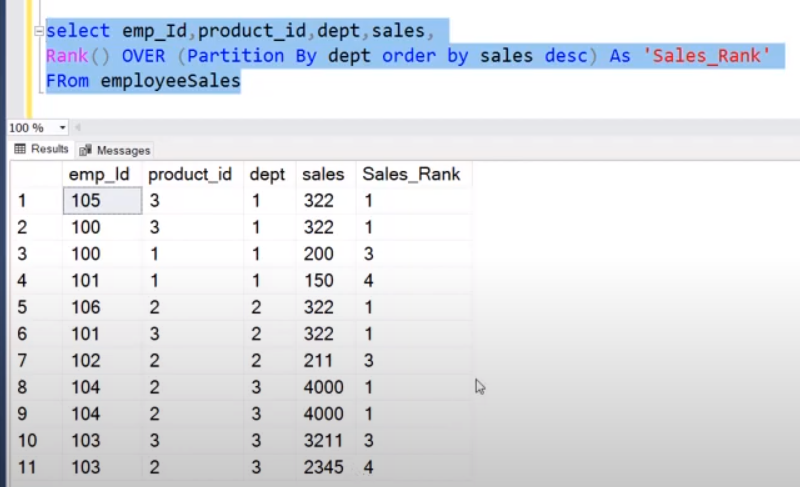 select emp_Id,product_id,dept,sales,
Rank() OVER (Partition By dept order by sales desc) As 'Sales_Rank'
FRom employeeSales
100 %
Results Messages
emp_Id product_id dept sales Sales_Rank
1 105 3 1 322 1
2 100 3 1 322 1
3 100 1 1 200 3
4 101 1 1 150 4
5 106 2 2 322 1
6 101 3 2 322 1
7 102 2 2 211 3
8 104 2 3 4000 1
9 104 2 3 4000 1
10 103 3 3 3211 3
11 103 2 3 2345 4